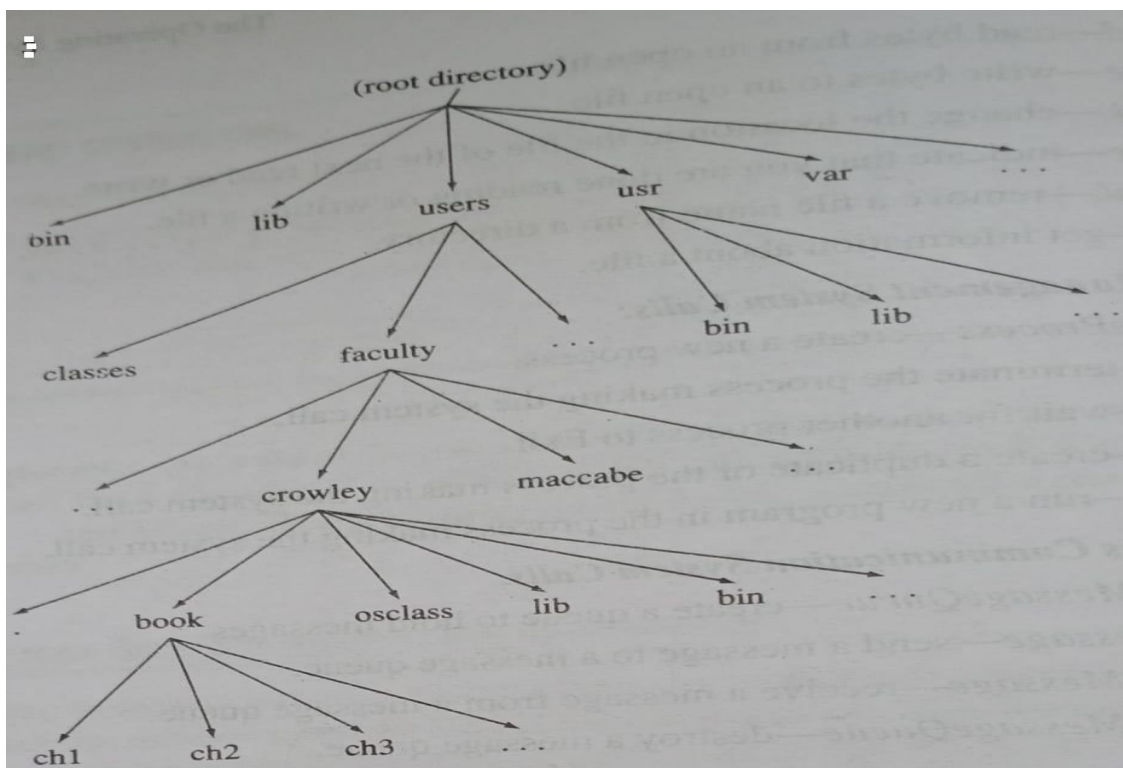 (root directory)
bin lib users usr var . . .
classes faculty . . . bin lib . . .
. . . crowley maccabe . . .
. book osclass lib bin . . .
ch1 ch2 ch3 . . .